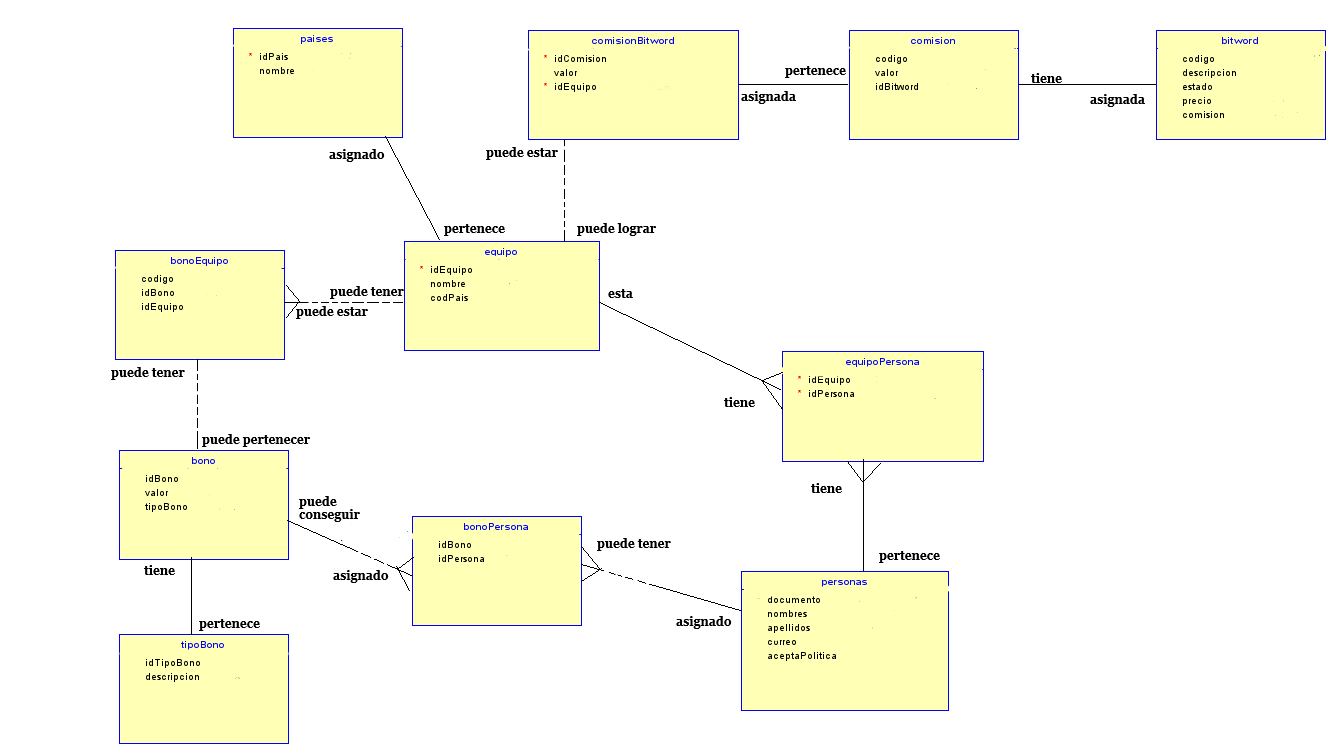 paises
* idPais
nombre
comisionBitword
* idComision
valor
* idEquipo
comision
codigo
valor
idBitword
bitword
codigo
descripcion
estado
precio
comision
pertenece
asignada
tiene
asignada
asignado
pertenece
puede estar
puede lograr
bonoEquipo
codigo
idBono
idEquipo
puede tener
puede estar
equipo
* idEquipo
nombre
codPais
esta
tiene
equipoPersona
* idEquipo
* idPersona
puede tener
puede pertenecer
bono
idBono
valor
tipoBono
puede
conseguir
asignado
bonoPersona
idBono
idPersona
puede tener
asignado
tiene
pertenece
personas
documento
nombres
apellidos
correo
aceptaPolitica
tiene
pertenece
tipoBono
idTipoBono
descripcion